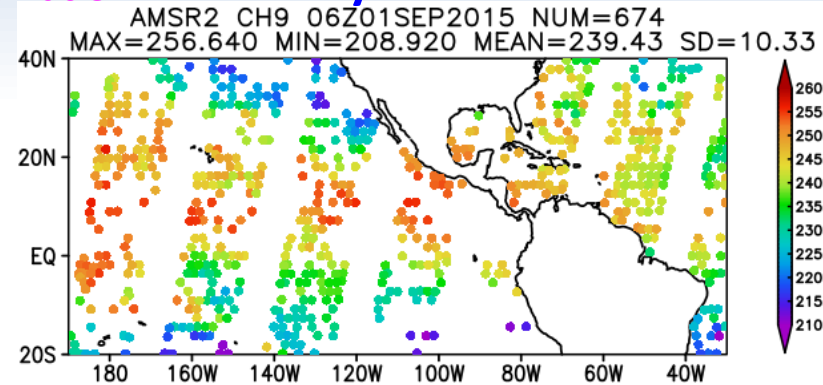 AMSR2 CH9 06Z01SEP2015 NUM=674
MAX=256.640 MIN=208.920 MEAN=239.43 SD=10.33
40N
20N
EQ
20S
180 160W 140W 120W 100W 80W 60W 40W
260
255
250
245
240
235
230
225
220
215
210